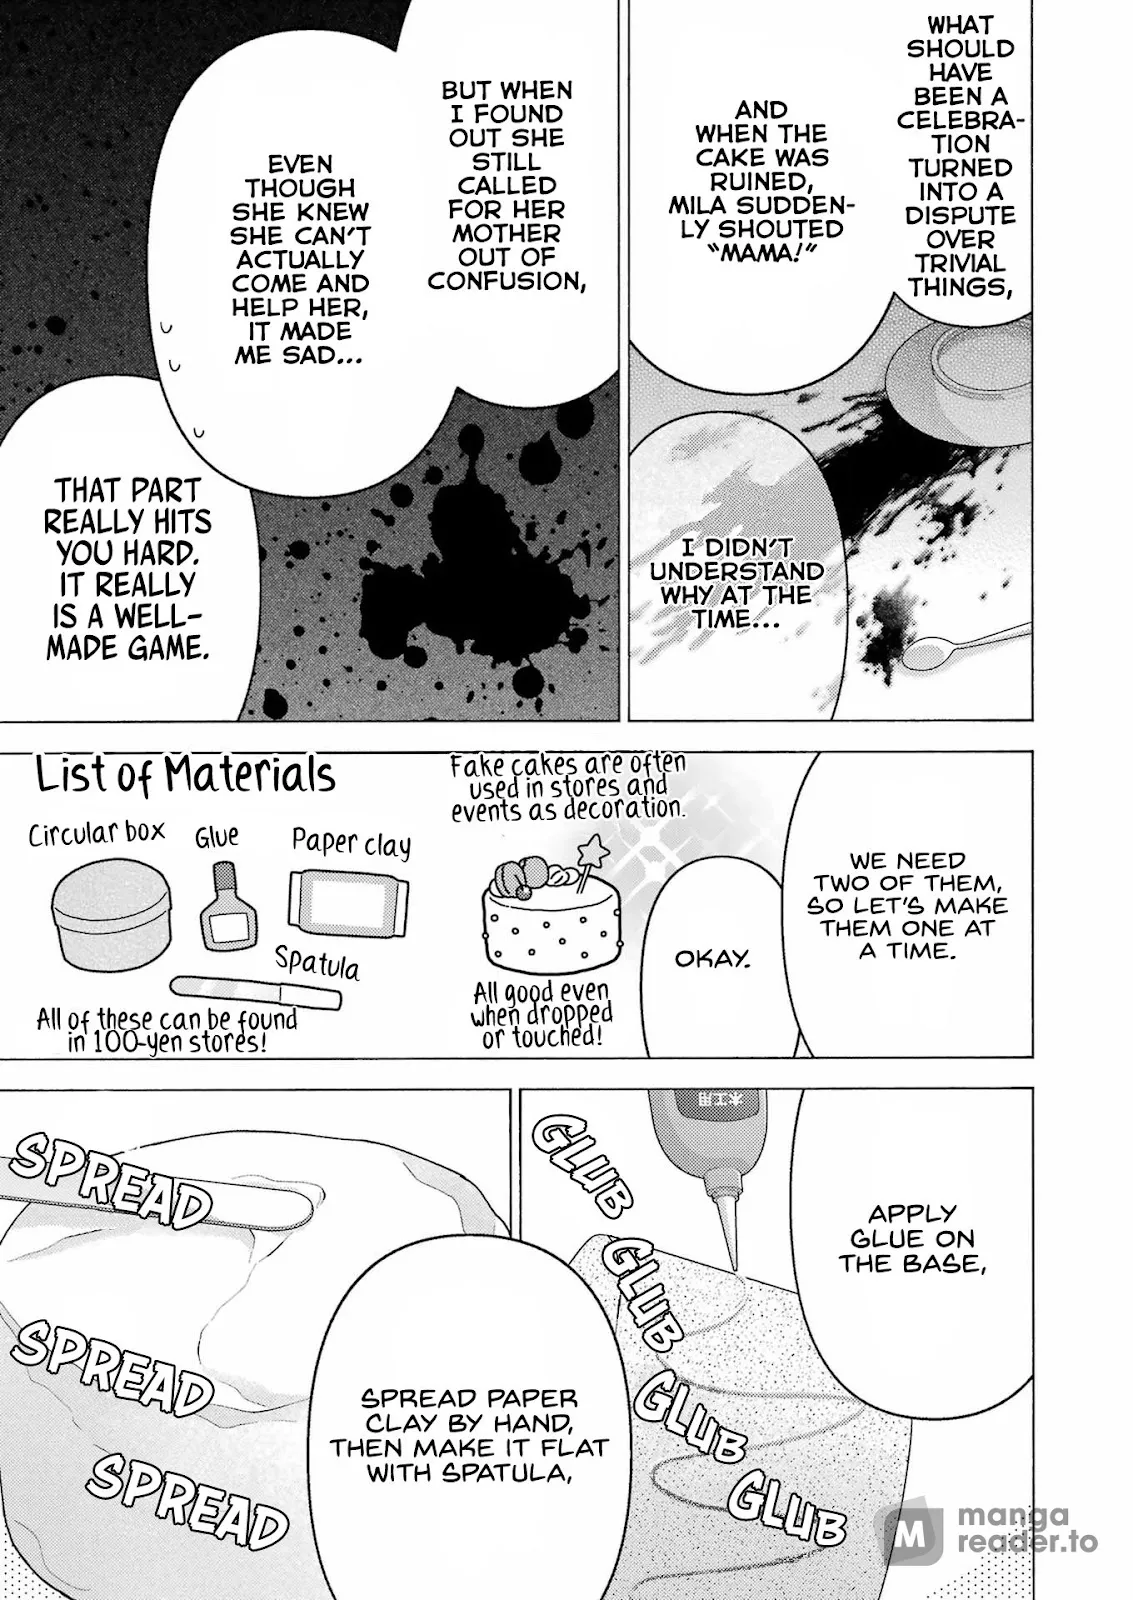 WHAT
SHOULD
HAVE
BEEN A
CELEBRA-
TION
TURNED
INTO A
DISPUTE
OVER
TRIVIAL
THINGS,
AND
WHEN THE
CAKE WAS
RUINED,
MILA SUDDEN-
LY SHOUTED
"MAMA!"
I DIDN'T
UNDERSTAND
WHY AT THE
TIME...
BUT WHEN
I FOUND
OUT SHE
STILL
CALLED
FOR HER
MOTHER
OUT OF
CONFUSION,
EVEN
THOUGH
SHE KNEW
SHE CAN'T
ACTUALLY
COME AND
HELP HER,
IT MADE
ME SAD...
THAT PART
REALLY HITS
YOU HARD.
IT REALLY
IS A WELL-
MADE GAME.
WE NEED
TWO OF THEM,
SO LET'S MAKE
THEM ONE AT
A TIME.
OKAY.
Fake cakes are often
used in stores and
events as decoration.
All good even
when dropped
or touched!
List of Materials
Circular box
Glue
Paper clay
Spatula
All of these can be found
in 100-yen stores!
APPLY
GLUE ON
THE BASE,
木工用
GLUB
GLUB
GLUB
GLUB
SPREAD PAPER
CLAY BY HAND,
THEN MAKE IT FLAT
WITH SPATULA,
SPREAD
SPREAD
SPREAD
M
manga
reader.to